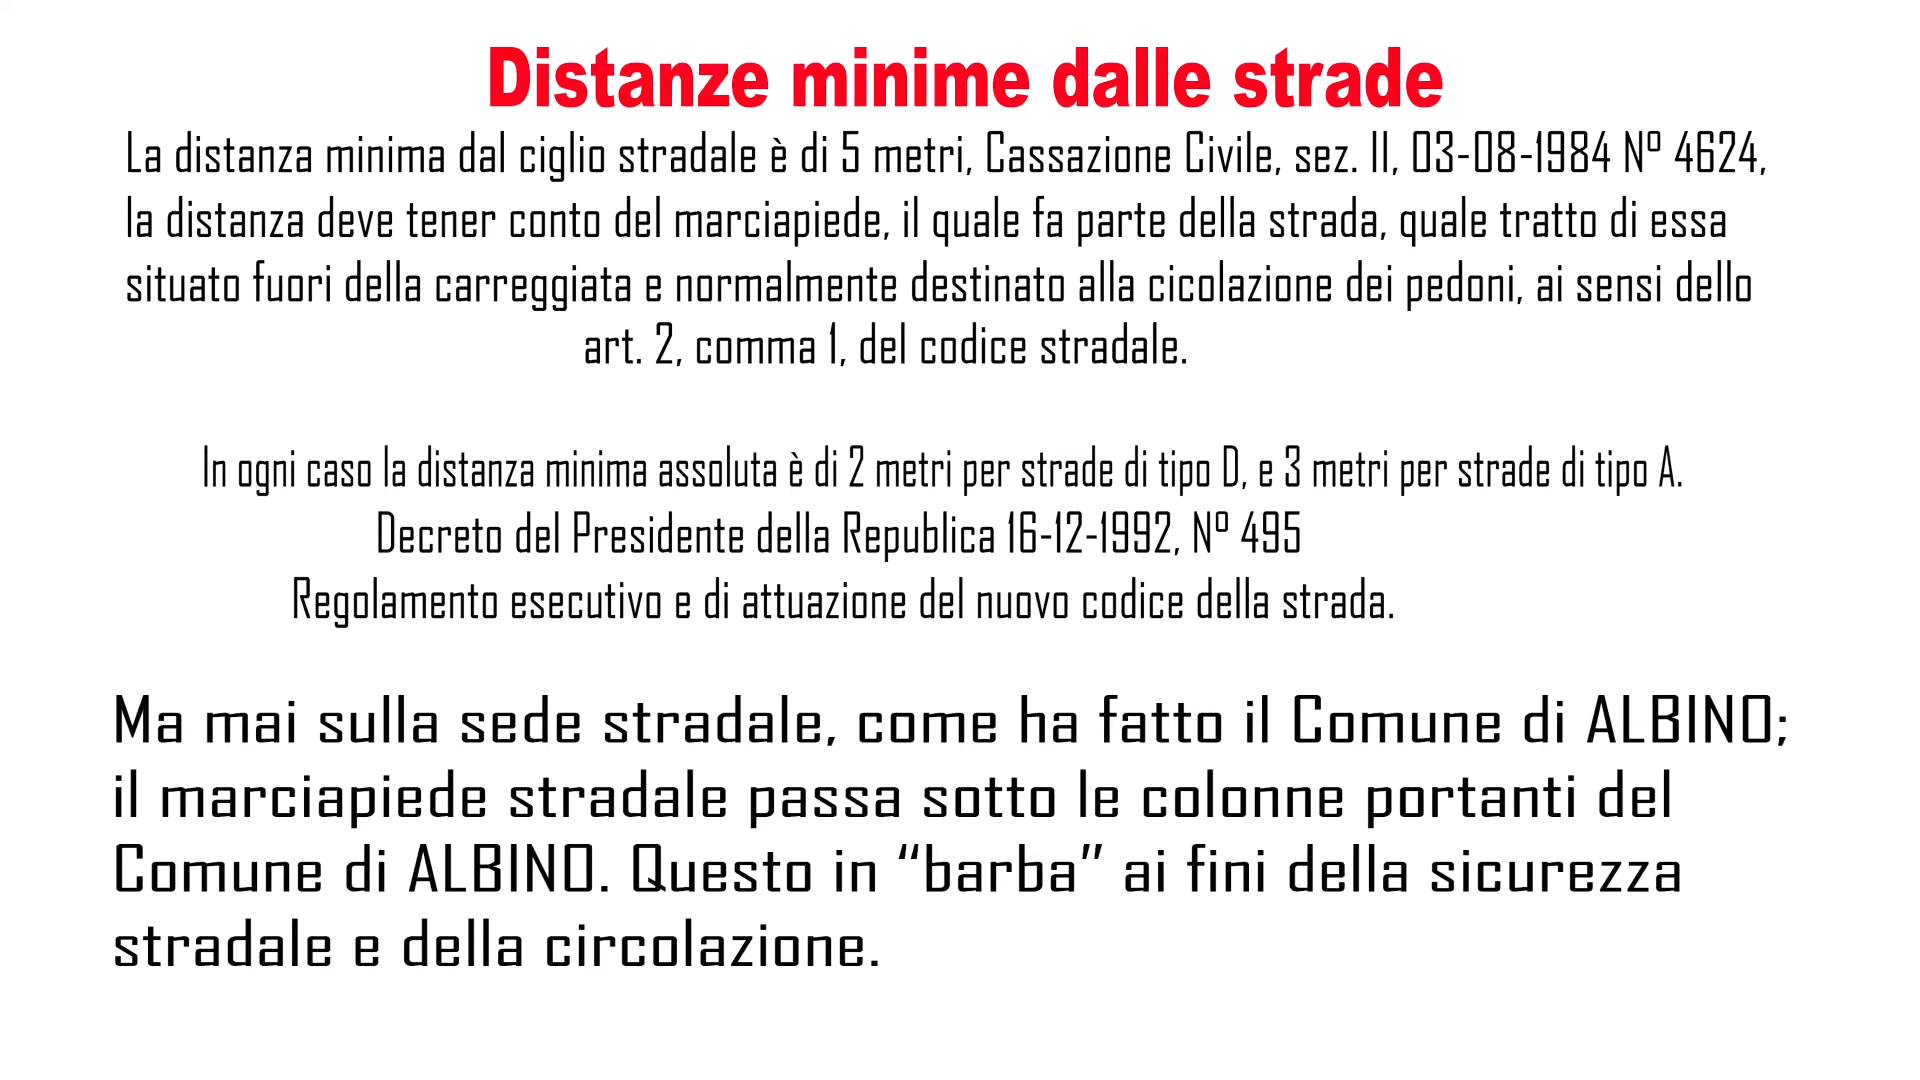 Distanze minime dalle strade
La distanza minima dal ciglio stradale è di 5 metri, Cassazione Civile, sez. II, 03-08-1984 Nº 4624,
la distanza deve tener conto del marciapiede, il quale fa parte della strada, quale tratto di essa
situato fuori della carreggiata e normalmente destinato alla cicolazione dei pedoni, ai sensi dello
art. 2, comma 1, del codice stradale.
In ogni caso la distanza minima assoluta è di 2 metri per strade di tipo D, e 3 metri per strade di tipo A.
Decreto del Presidente della Republica 16-12-1992, Nº 495
Regolamento esecutivo e di attuazione del nuovo codice della strada.
Ma mai sulla sede stradale, come ha fatto il Comune di ALBINO;
il marciapiede stradale passa sotto le colonne portanti del
Comune di ALBINO. Questo in “barba” ai fini della sicurezza
stradale e della circolazione.